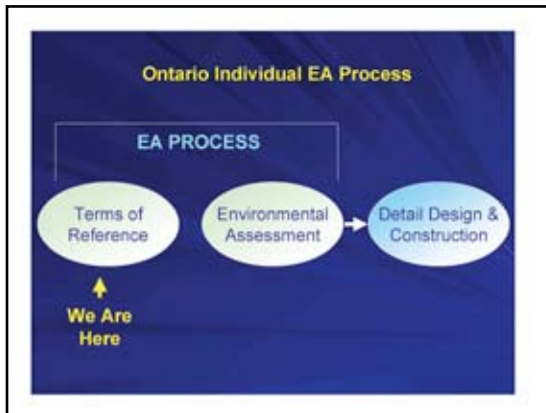 Ontario Individual EA Process
EA PROCESS
Terms of
Reference
Environmental
Assessment
Detail Design &
Construction
We Are
Here